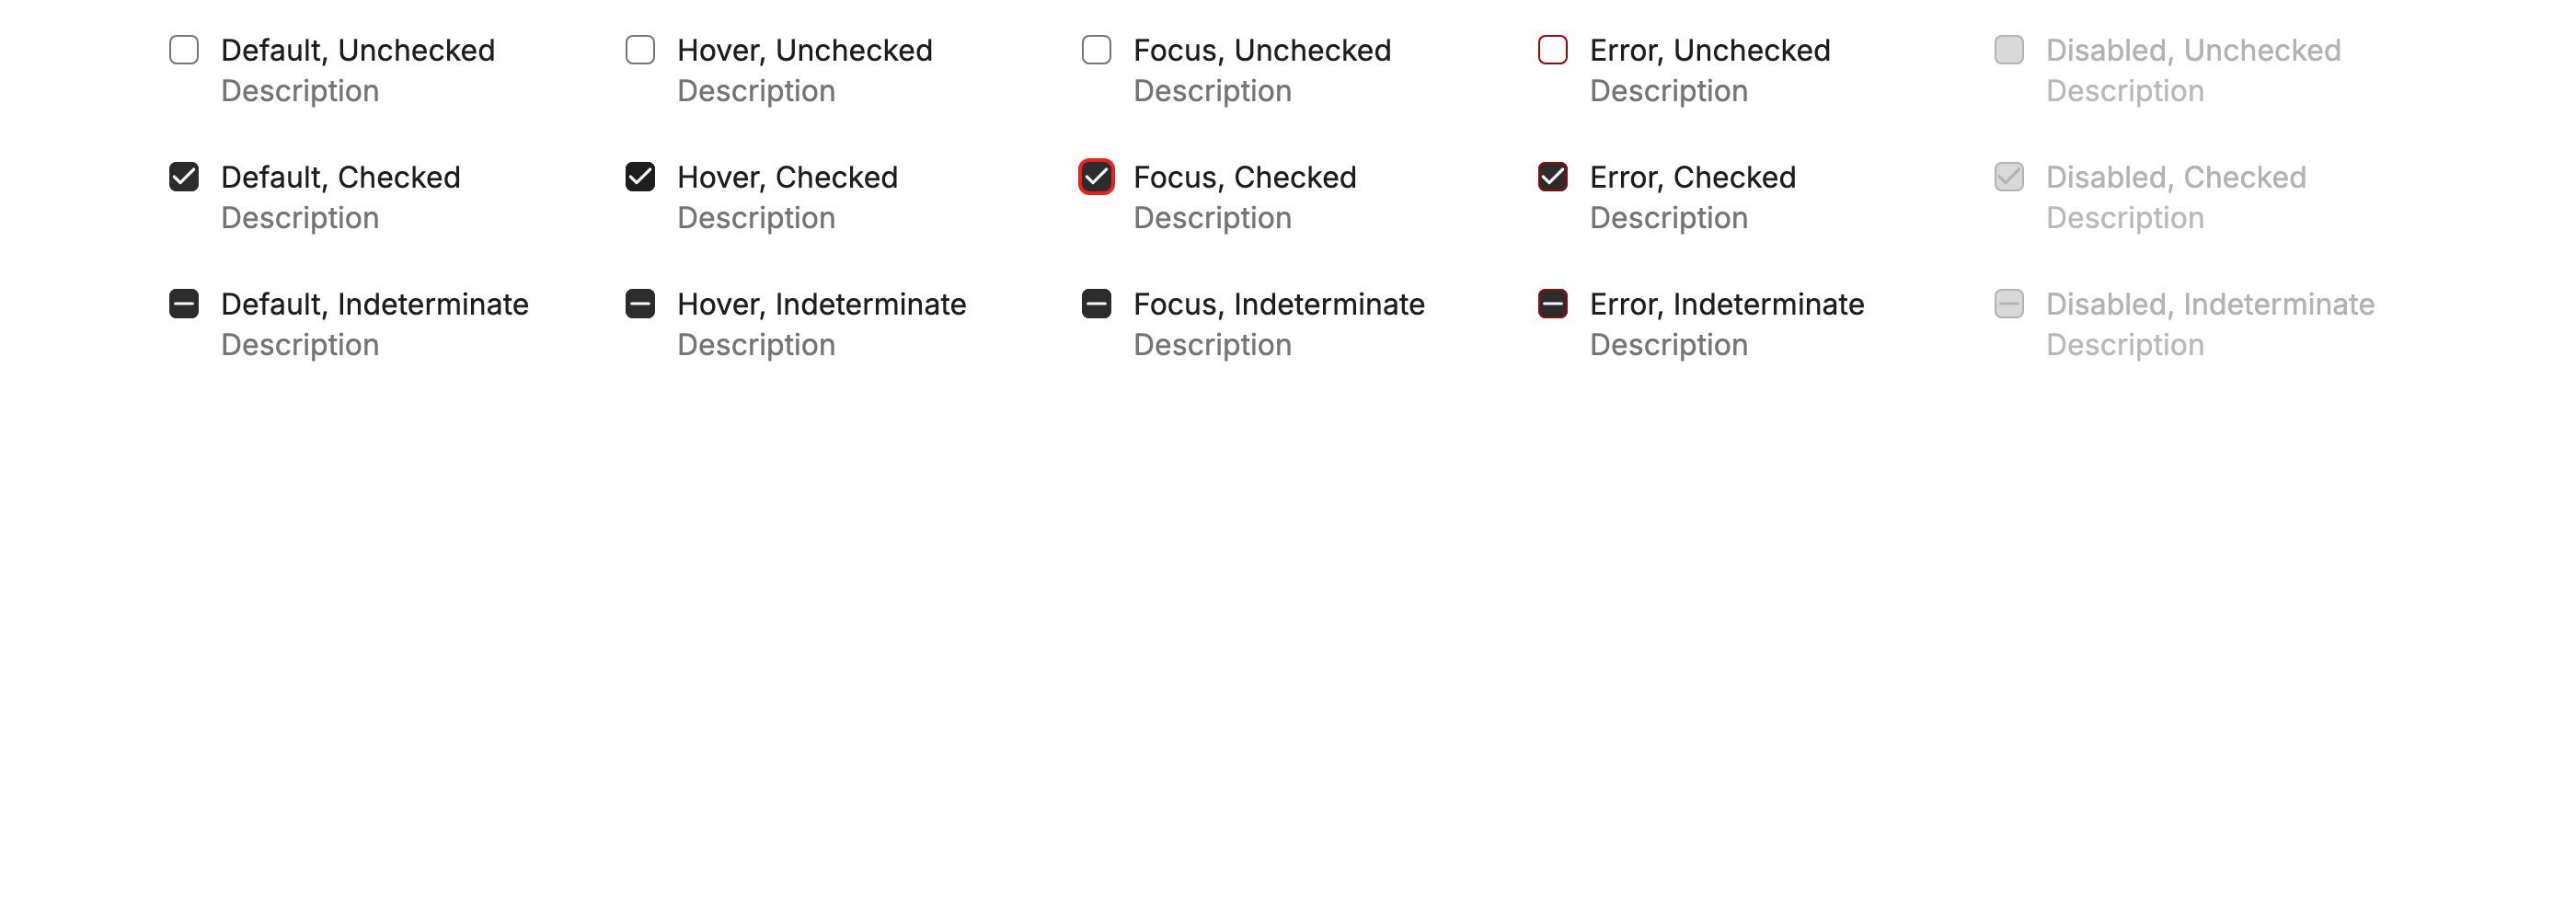 Default, Unchecked
Description
Hover, Unchecked
Description
Focus, Unchecked
Description
Error, Unchecked
Description
Disabled, Unchecked
Description
Default, Checked
Description
Hover, Checked
Description
Focus, Checked
Description
Error, Checked
Description
Disabled, Checked
Description
Default, Indeterminate
Description
Hover, Indeterminate
Description
Focus, Indeterminate
Description
Error, Indeterminate
Description
Disabled, Indeterminate
Description